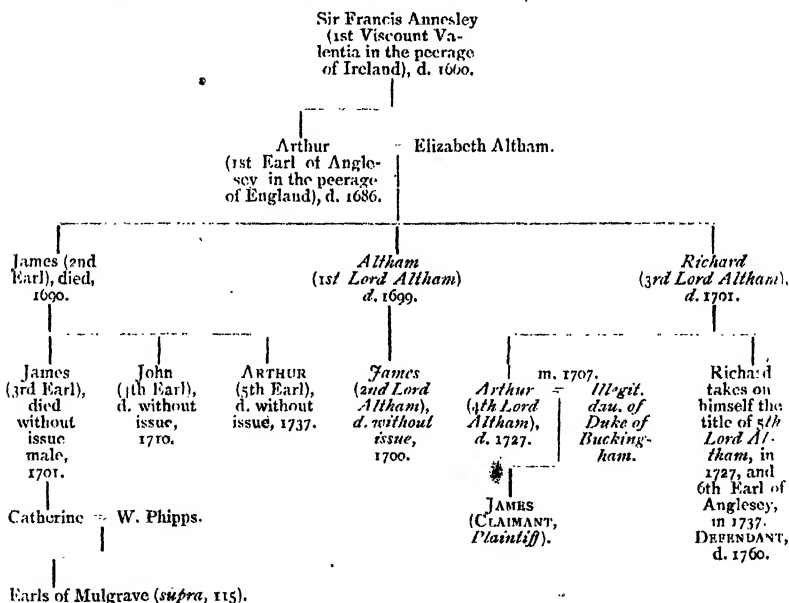 Sir Francis Annesley
(1st Viscount Va-
lentia in the peerage
of Ireland), d. 1660.
Arthur = Elizabeth Altham.
(1st Earl of Angle-
sey in the peerage
of England), d. 1686.
James (2nd
Earl), died,
1690.
Altham
(1st Lord Altham)
d. 1699.
Richard
(3rd Lord Altham).
d. 1701.
James
(3rd Earl),
died
without
issue
male,
1701.
John
(4th Earl),
d. without
issue,
1710.
ARTHUR
(5th Earl),
d. without
issue, 1737.
James
(2nd Lord
Altham),
d. without
issue,
1700.
Arthur
(4th Lord
Altham),
d. 1727.
m. 1707.
=
Illegit.
dau. of
Duke of
Bucking-
ham.
Richard
takes on
himself the
title of 5th
Lord Al-
tham, in
1727, and
6th Earl of
Anglesey,
in 1737.
DEFENDANT,
d. 1760.
Catherine = W. Phipps.
JAMES
(CLAIMANT,
Plaintiff).
Earls of Mulgrave (supra, 115).